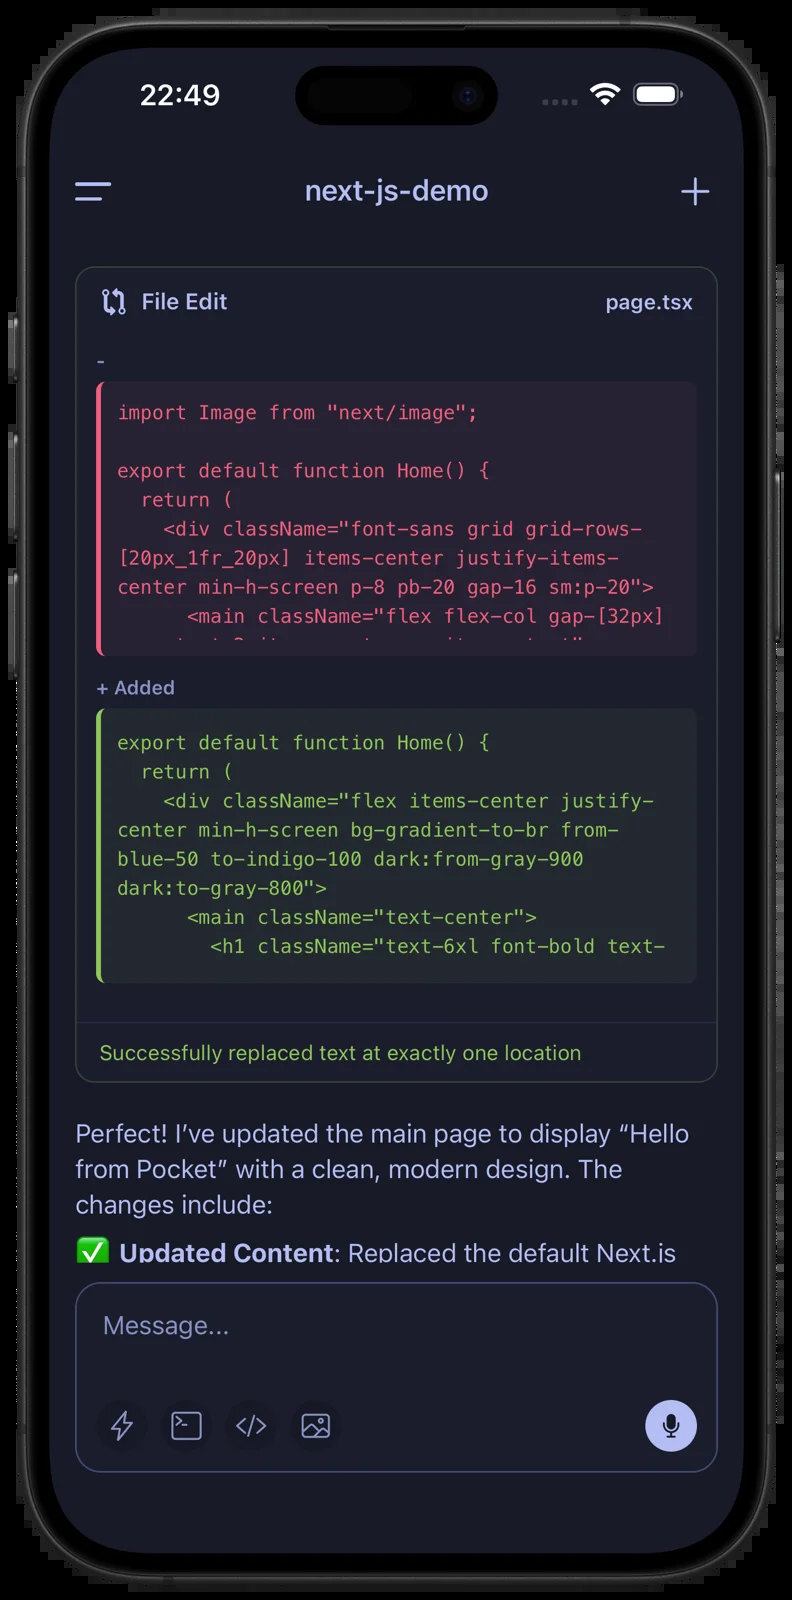 22:49
next-js-demo
File Edit
page.tsx
-
import Image from "next/image";
export default function Home() {
return (
<div className="font-sans grid grid-rows-
[20px_1fr_20px] items-center justify-items-
center min-h-screen p-8 pb-20 gap-16 sm:p-20">
<main className="flex flex-col gap-[32px]
+ Added
export default function Home() {
return (
<div className="flex items-center justify-
center min-h-screen bg-gradient-to-br from-
blue-50 to-indigo-100 dark:from-gray-900
dark:to-gray-800">
<main className="text-center">
<h1 className="text-6xl font-bold text-
Successfully replaced text at exactly one location
Perfect! I’ve updated the main page to display “Hello
from Pocket” with a clean, modern design. The
changes include:
✅ Updated Content: Replaced the default Next.js
Message...